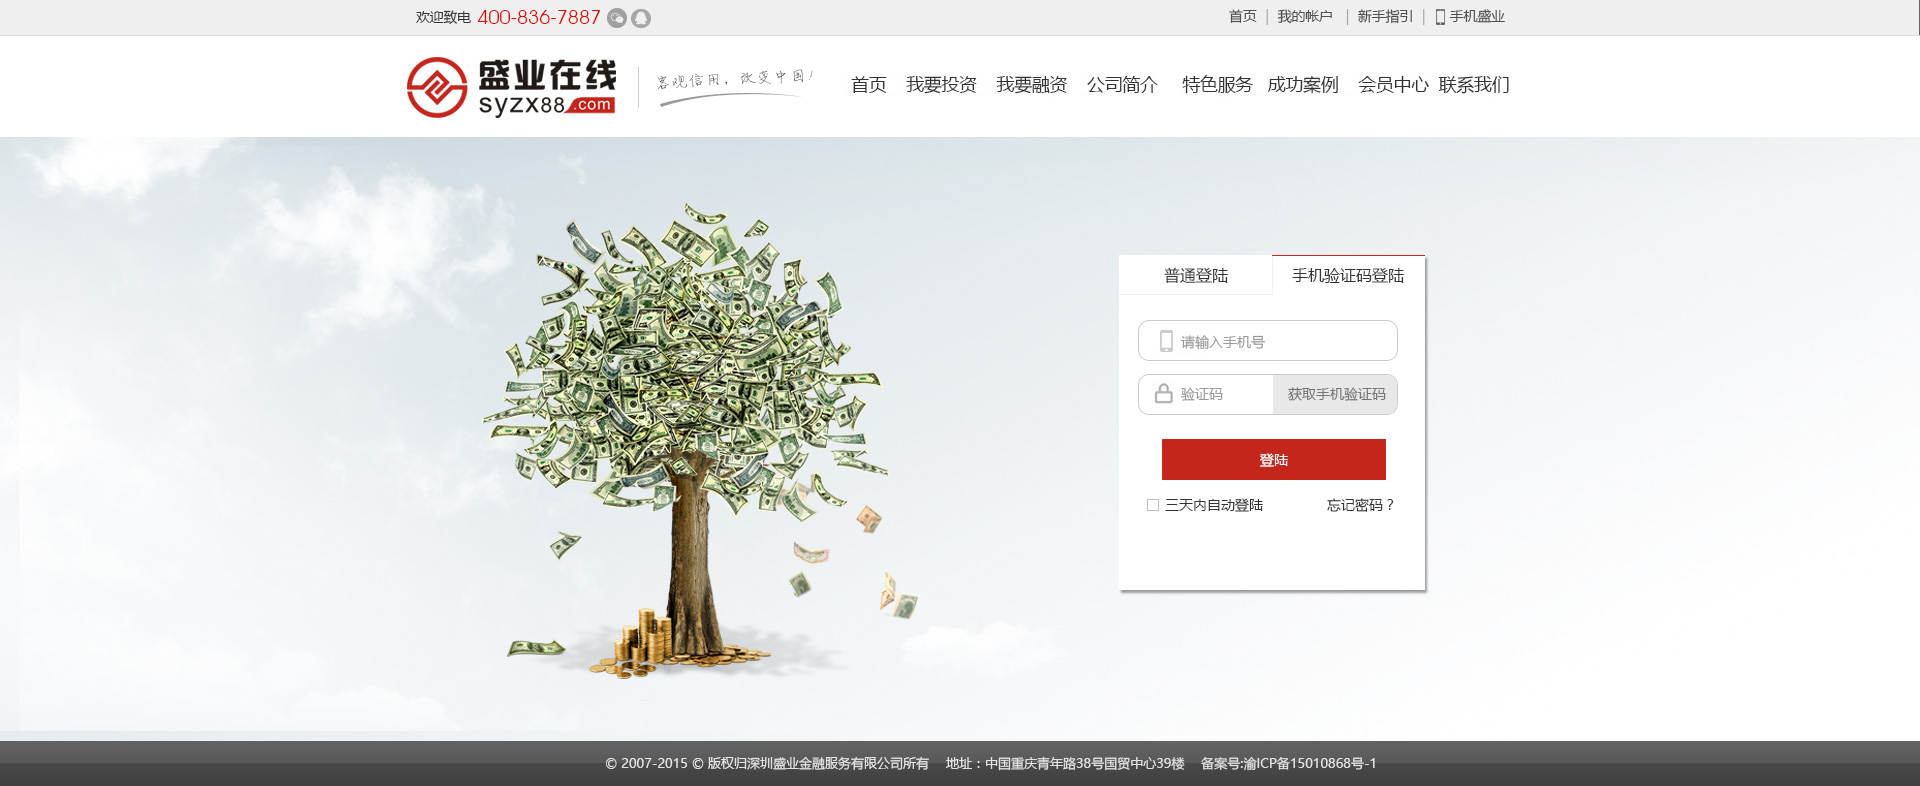 欢迎致电 400-836-7887
首页 | 我的帐户 | 新手指引 | 手机盛业
盛业在线
syzx88.com
客观信用，改变中国！
首页 我要投资 我要融资 公司简介 特色服务 成功案例 会员中心 联系我们
普通登陆 手机验证码登陆
请输入手机号
验证码 获取手机验证码
登陆
三天内自动登陆 忘记密码？
© 2007-2015 © 版权归深圳盛业金融服务有限公司所有 地址：中国重庆青年路38号国贸中心39楼 备案号:渝ICP备15010868号-1